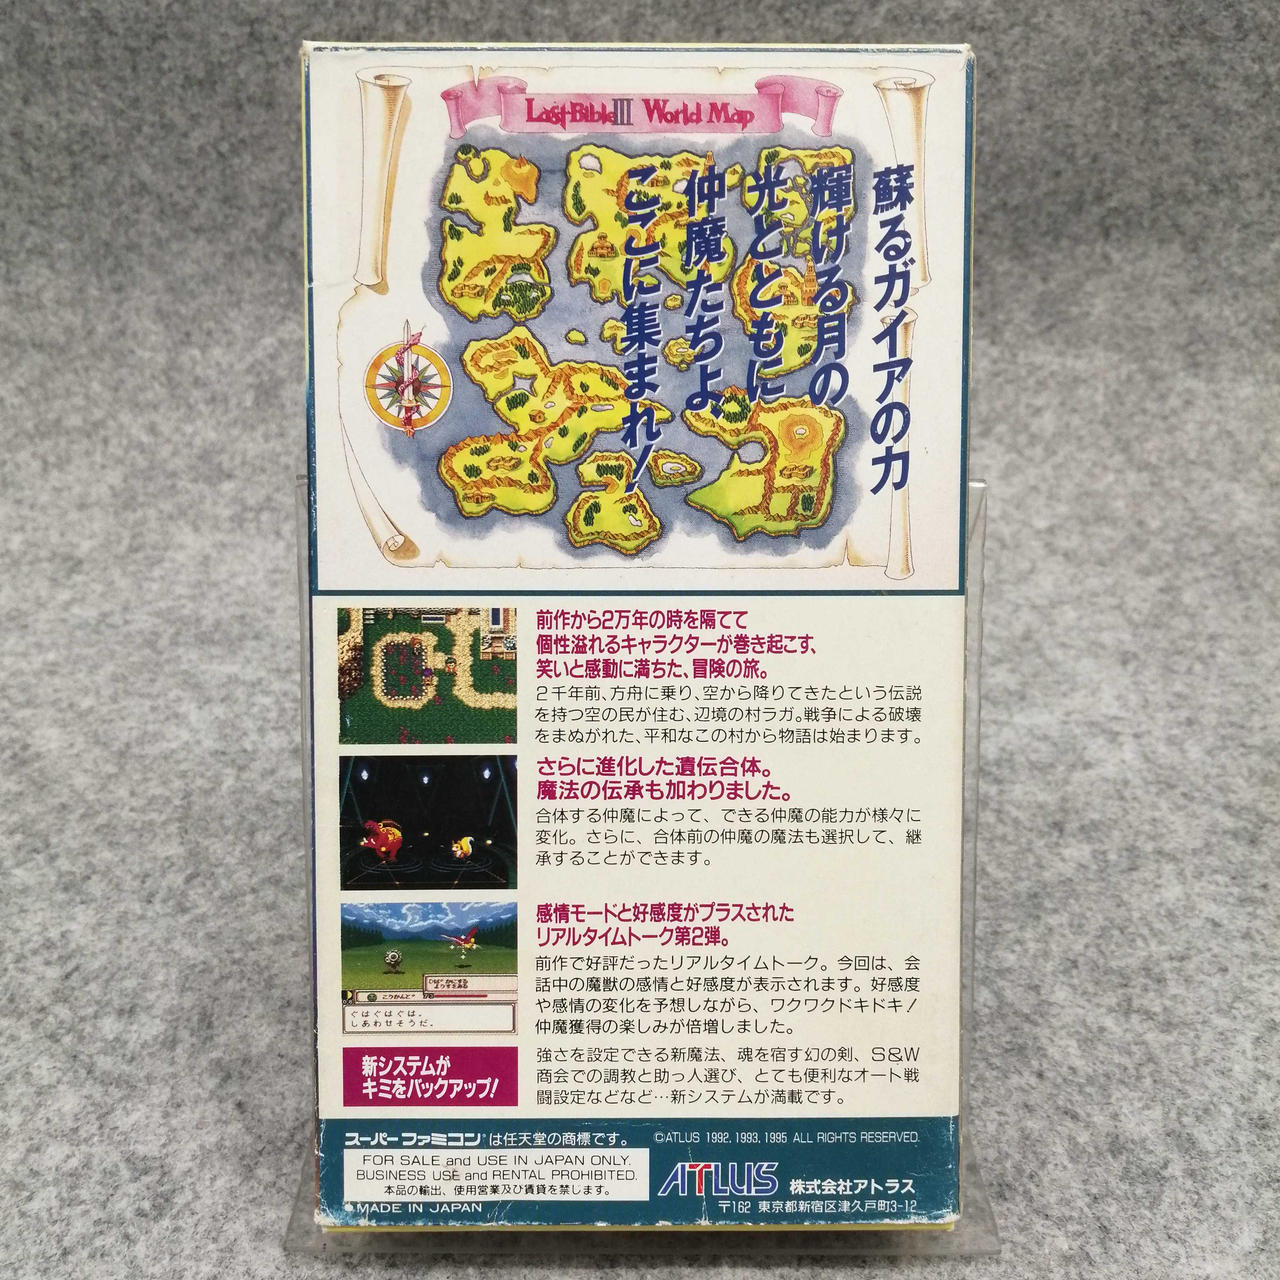 Last Bible III World Map
蘇るガイアの力
輝ける月の
光とともに
仲魔たちよ、
ここに集まれ!
前作から2万年の時を隔てて
個性溢れるキャラクターが巻き起こす、
笑いと感動に満ちた、冒険の旅。
2千年前、方舟に乗り、空から降りてきたという伝説
を持つ空の民が住む、辺境の村ラガ。戦争による破壊
をまぬがれた、平和なこの村から物語は始まります。
さらに進化した遺伝合体。
魔法の伝承も加わりました。
合体する仲魔によって、できる仲魔の能力が様々に
変化。さらに、合体前の仲魔の魔法も選択して、継
承することができます。
感情モードと好感度がプラスされた
リアルタイムトーク第2弾。
前作で好評だったリアルタイムトーク。今回は、会
話中の魔獣の感情と好感度が表示されます。好感度
や感情の変化を予想しながら、ワクワクドキドキ!
仲魔獲得の楽しみが倍増しました。
こうかんど
ぐはぐはぐは。
しあわせそうだ。
新システムが
キミをバックアップ!
強さを設定できる新魔法、魂を宿す幻の剣、S&W
商会での調教と助っ人選び、とても便利なオート戦
闘設定などなど…新システムが満載です。
スーパーファミコン®は任天堂の商標です。
©ATLUS 1992,1993,1995 ALL RIGHTS RESERVED.
FOR SALE and USE IN JAPAN ONLY.
BUSINESS USE and RENTAL PROHIBITED.
本品の輸出、使用営業及び賃貸を禁じます。
MADE IN JAPAN
ATLUS 株式会社アトラス
〒162 東京都新宿区津久戸町3-12